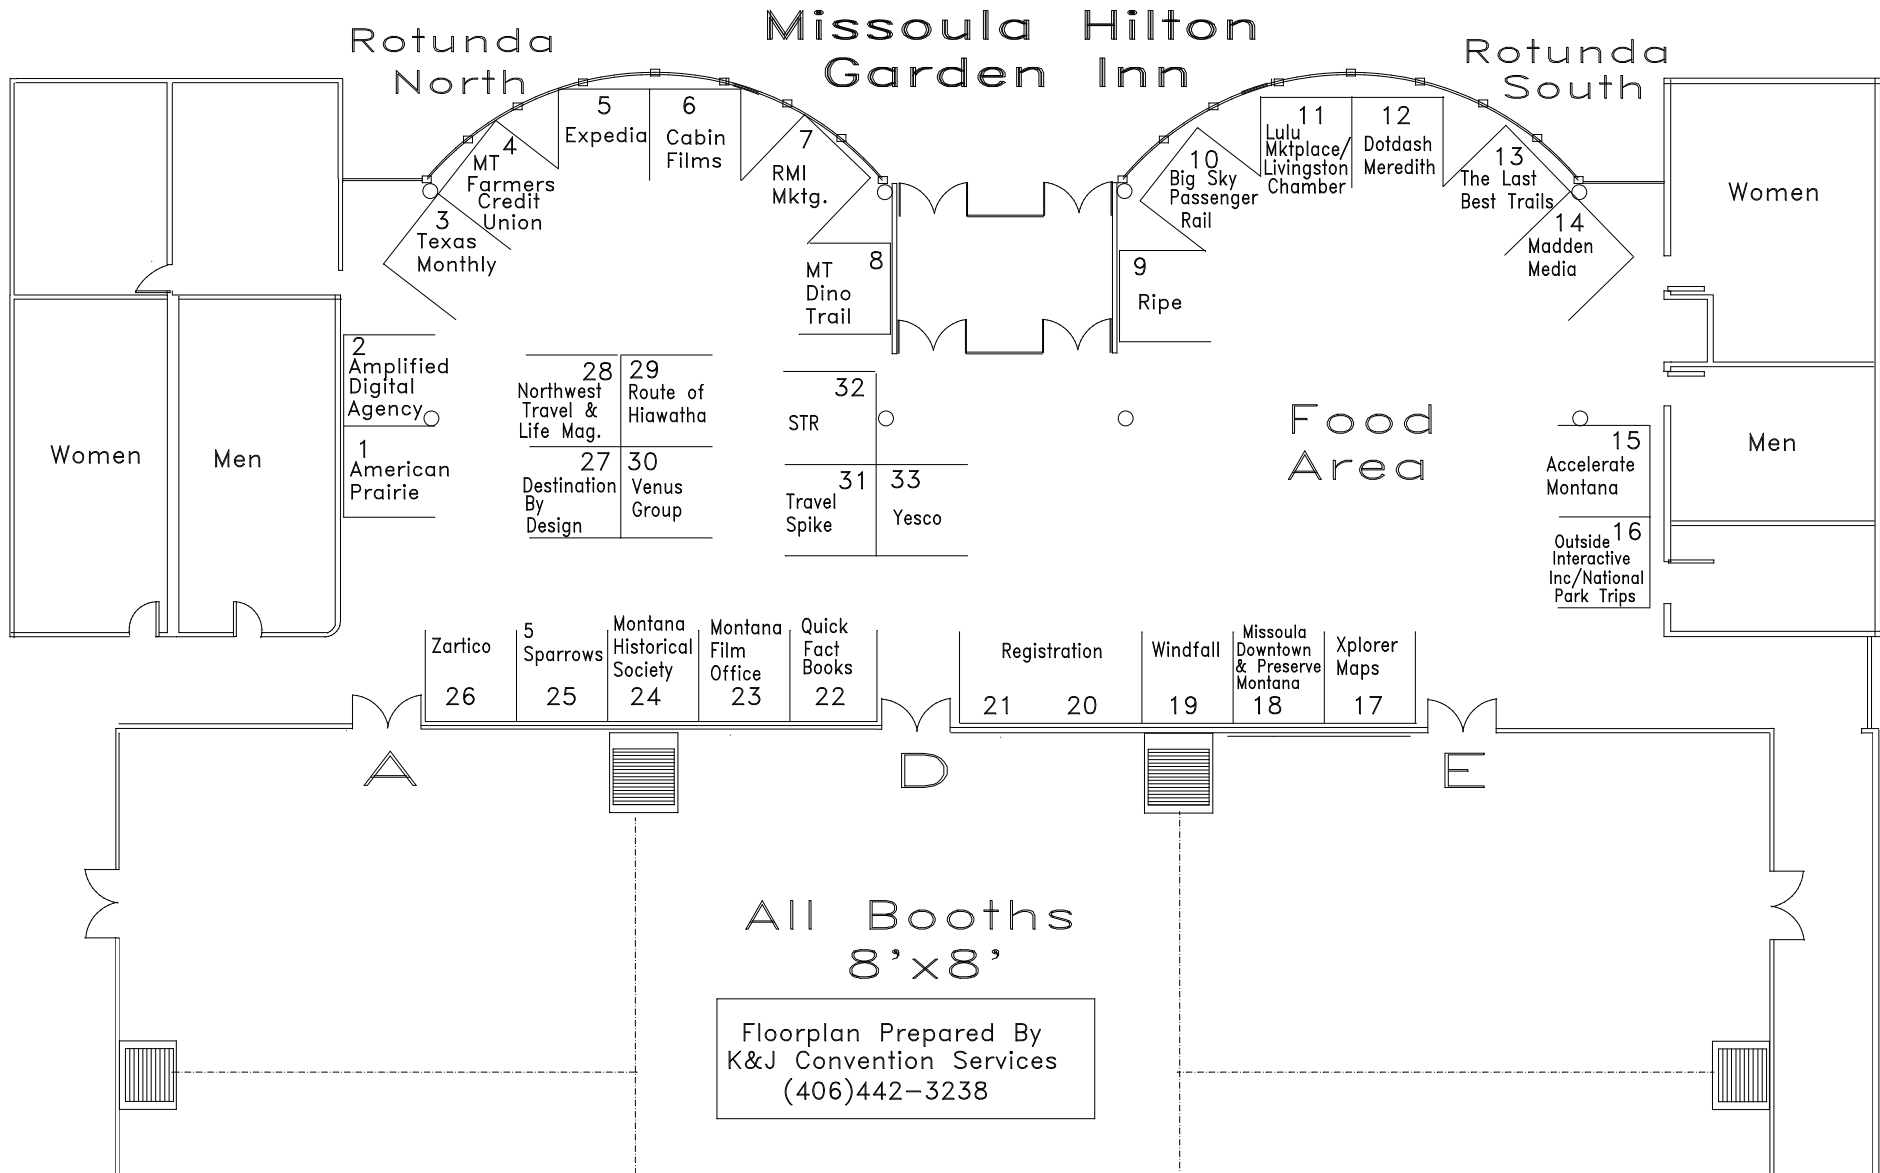 Missoula Hilton
Garden Inn
Rotunda
North
Rotunda
South
5
Expedia
6
Cabin
Films
4
MT
Farmers
Credit
Union
7
RMI
Mktg.
3
Texas
Monthly
8
MT
Dino
Trail
11
Lulu
Mktplace/
Livingston
Chamber
12
Dotdash
Meredith
10
Big Sky
Passenger
Rail
13
The Last
Best Trails
14
Madden
Media
9
Ripe
Women
2
Amplified
Digital
Agency
1
American
Prairie
Women
Men
28
Northwest
Travel &
Life Mag.
29
Route of
Hiawatha
27
Destination
By
Design
30
Venus
Group
32
STR
31
Travel
Spike
33
Yesco
Food
Area
15
Accelerate
Montana
16
Outside
Interactive
Inc/National
Park Trips
Men
Zartico
26
5
Sparrows
25
Montana
Historical
Society
24
Montana
Film
Office
23
Quick
Fact
Books
22
Registration
21 20
Windfall
19
Missoula
Downtown
& Preserve
Montana
18
Xplorer
Maps
17
A
D
E
All Booths
8'x8'
Floorplan Prepared By
K&J Convention Services
(406)442-3238